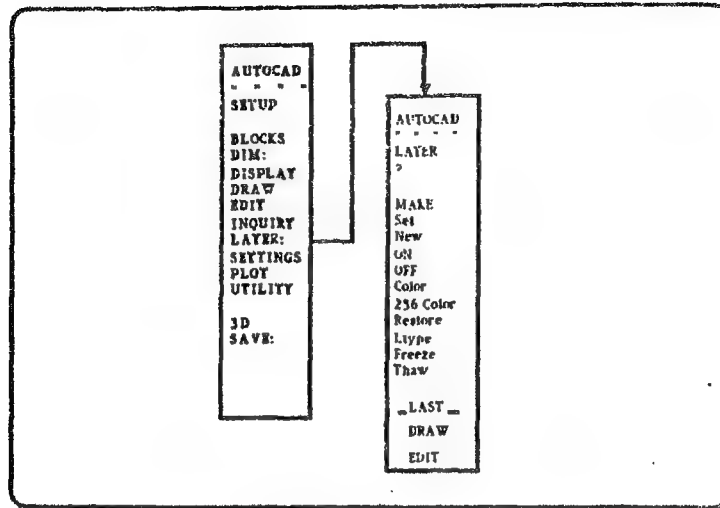 AUTOCAD
* * * *
SETUP
BLOCKS
DIM:
DISPLAY
DRAW
EDIT
INQUIRY
LAYER:
SETTINGS
PLOT
UTILITY
3D
SAVE:
AUTOCAD
* * * *
LAYER
?
MAKE
Set
New
ON
OFF
Color
256 Color
Restore
Ltype
Freeze
Thaw
_LAST_
DRAW
EDIT